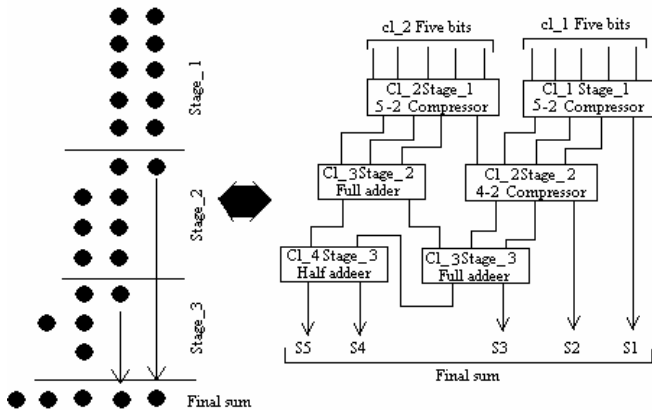 cl_2 Five bits
cl_1 Five bits
Stage_1
Cl_2Stage_1
5-2 Compressor
Cl_1 Stage_1
5-2 Compressor
Stage_2
Cl_3Stage_2
Full adder
Cl_2Stage_2
4-2 Compressor
Stage_3
Cl_4Stage_3
Half addeer
Cl_3Stage_3
Full addeer
S5
S4
S3
S2
S1
Final sum
Final sum